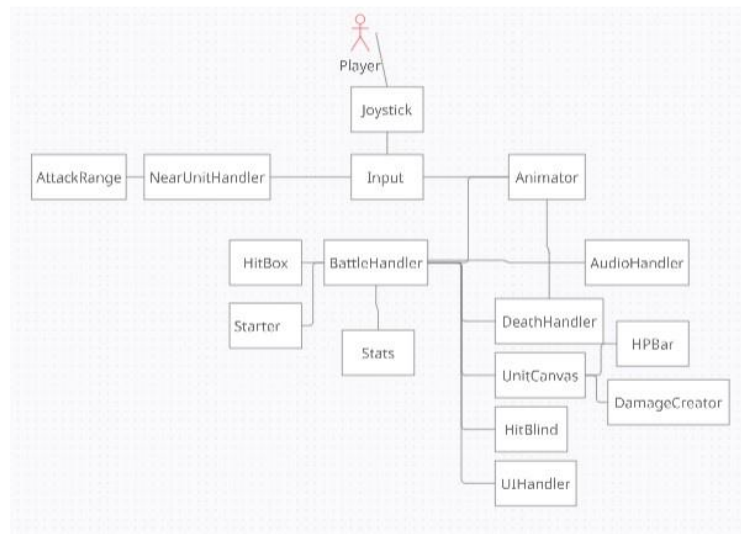 Player
Joystick
AttackRange
NearUnitHandler
Input
Animator
HitBox
BattleHandler
AudioHandler
Starter
DeathHandler
Stats
HPBar
UnitCanvas
DamageCreator
HitBlind
UIHandler